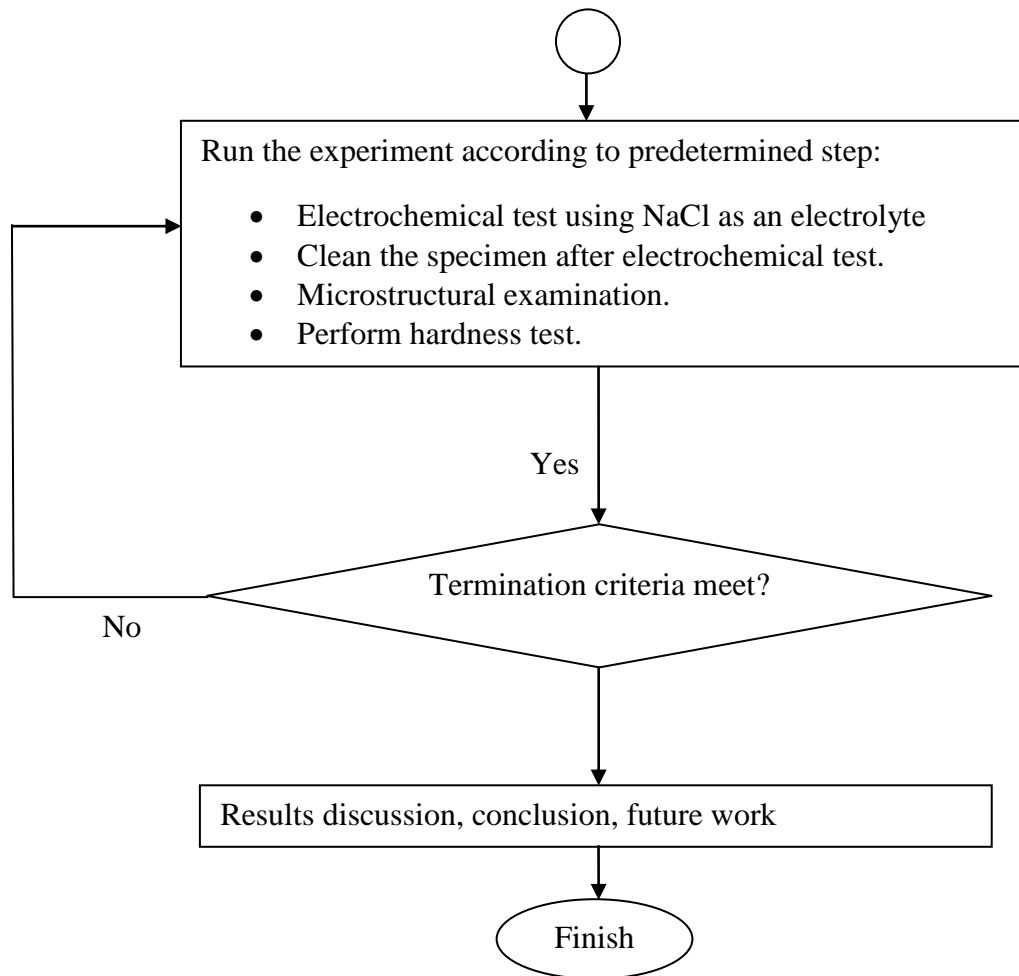 Run the experiment according to predetermined step:
• Electrochemical test using NaCl as an electrolyte
• Clean the specimen after electrochemical test.
• Microstructural examination.
• Perform hardness test.
Yes
Termination criteria meet?
No
Results discussion, conclusion, future work
Finish